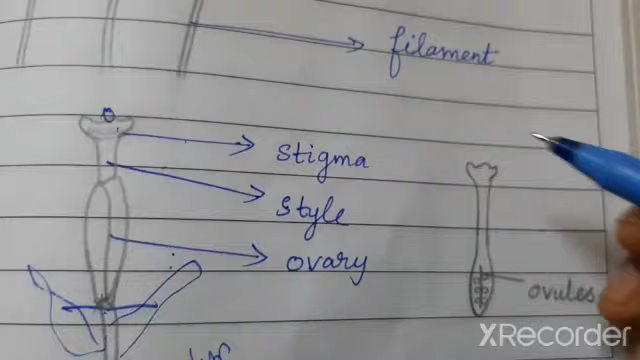 filament
stigma
style
ovary
ovules
XRecorder